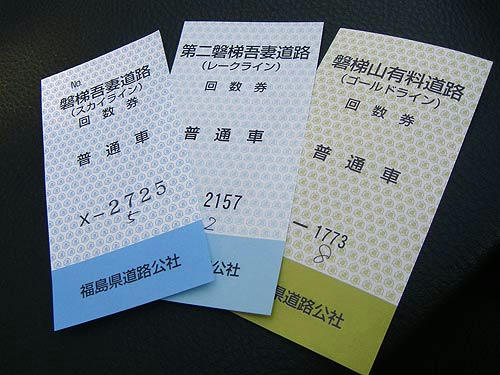 No
磐梯吾妻道路
(スカイライン)
回数券
普通車
X-2725
5
福島県道路公社
第二磐梯吾妻道路
(レークライン)
回数券
普通車
2157
2
道路公社
磐梯山有料道路
(ゴールドライン)
回数券
普通車
-1773
8
県道路公社